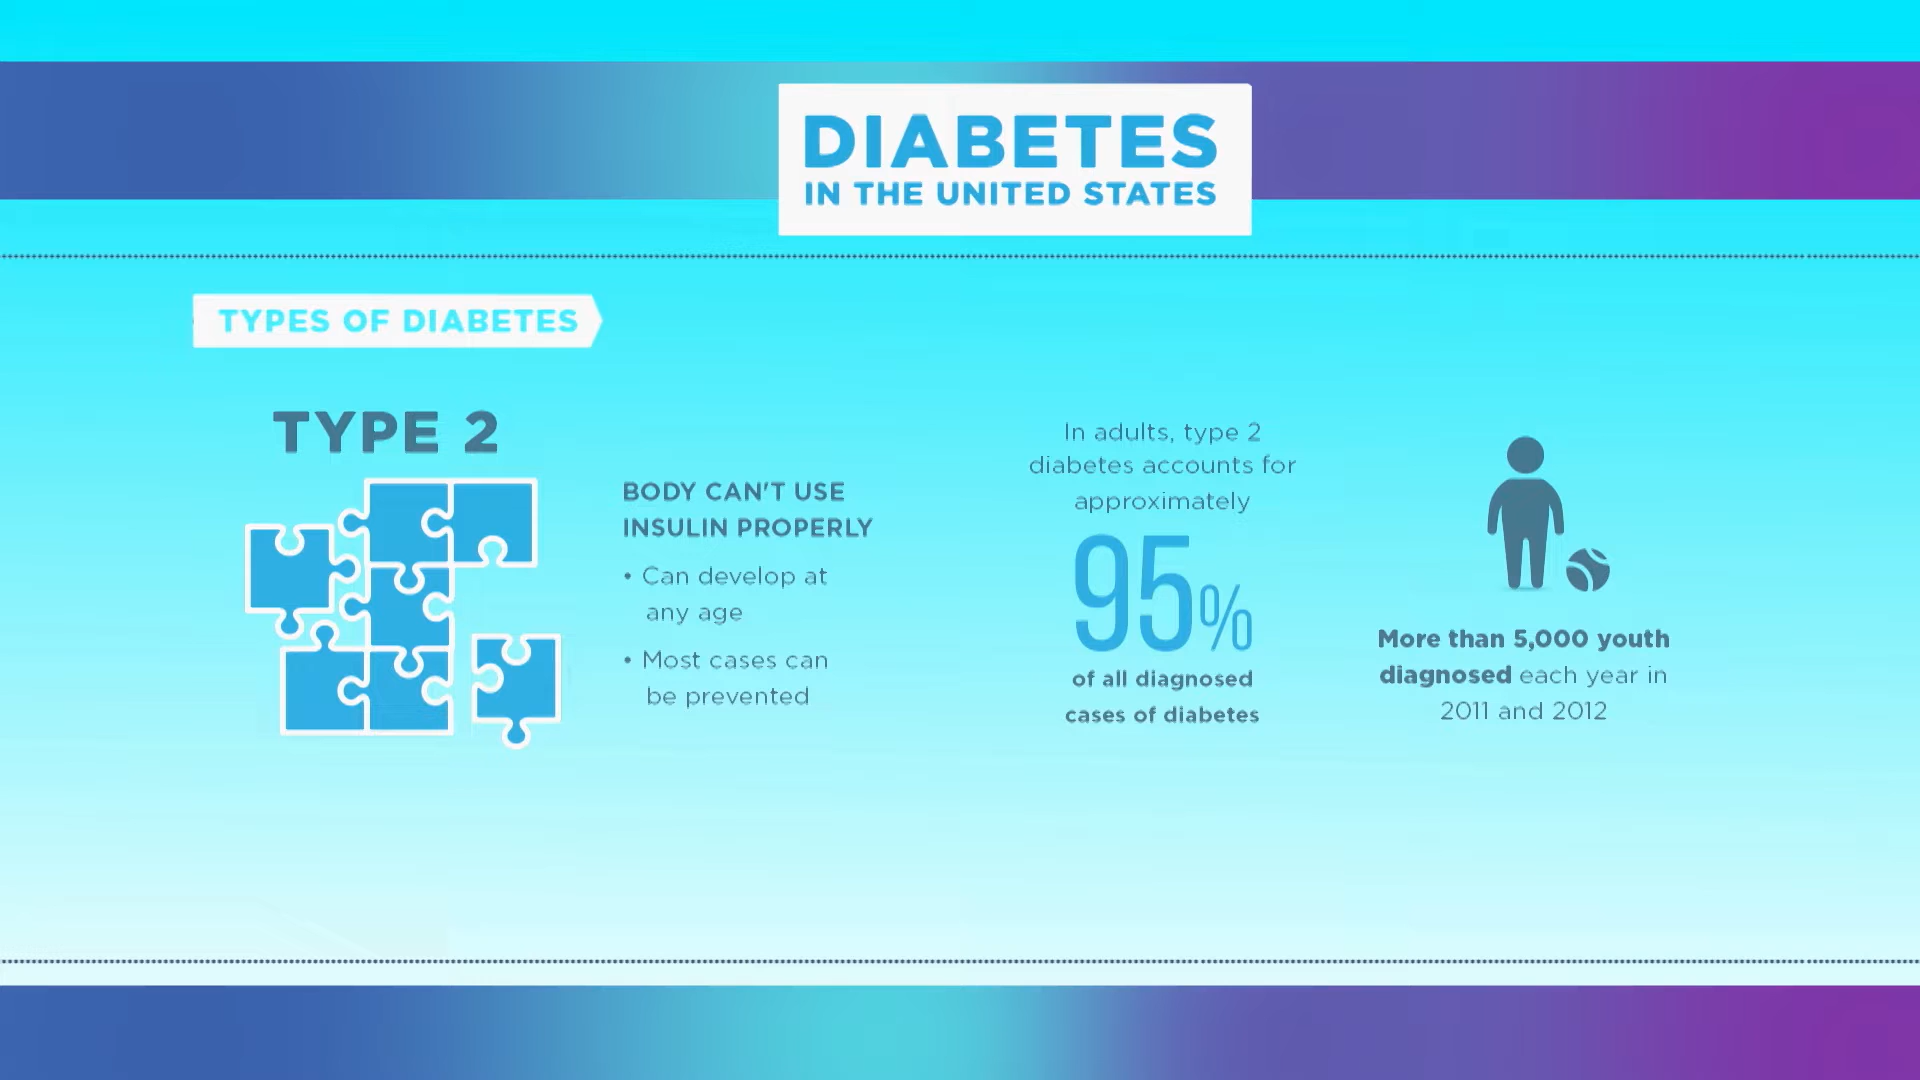 DIABETES
IN THE UNITED STATES
TYPES OF DIABETES
TYPE 2
BODY CAN'T USE
INSULIN PROPERLY
• Can develop at
any age
• Most cases can
be prevented
In adults, type 2
diabetes accounts for
approximately
95%
of all diagnosed
cases of diabetes
More than 5,000 youth
diagnosed each year in
2011 and 2012